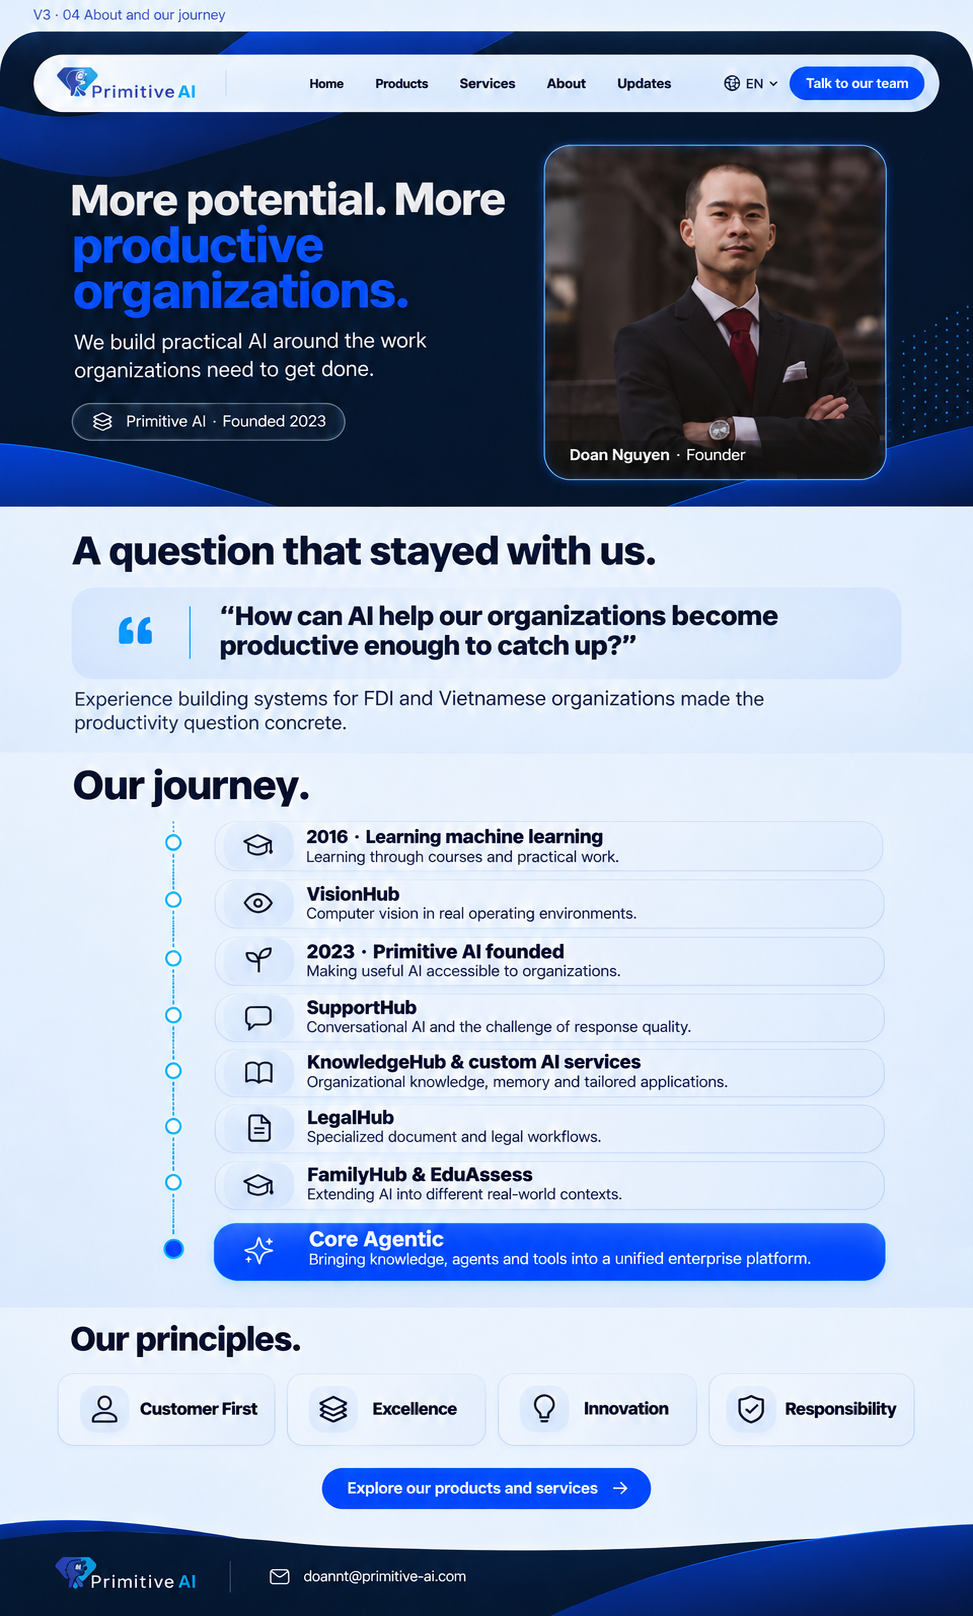 V3 · 04 About and our journey
Primitive AI
Home
Products
Services
About
Updates
EN
Talk to our team
More potential. More
productive
organizations.
We build practical AI around the work
organizations need to get done.
Primitive AI · Founded 2023
Doan Nguyen · Founder
A question that stayed with us.
“How can AI help our organizations become
productive enough to catch up?”
Experience building systems for FDI and Vietnamese organizations made the
productivity question concrete.
Our journey.
2016 · Learning machine learning
Learning through courses and practical work.
VisionHub
Computer vision in real operating environments.
2023 · Primitive AI founded
Making useful AI accessible to organizations.
SupportHub
Conversational AI and the challenge of response quality.
KnowledgeHub & custom AI services
Organizational knowledge, memory and tailored applications.
LegalHub
Specialized document and legal workflows.
FamilyHub & EduAssess
Extending AI into different real-world contexts.
Core Agentic
Bringing knowledge, agents and tools into a unified enterprise platform.
Our principles.
Customer First
Excellence
Innovation
Responsibility
Explore our products and services
Primitive AI
doannt@primitive-ai.com